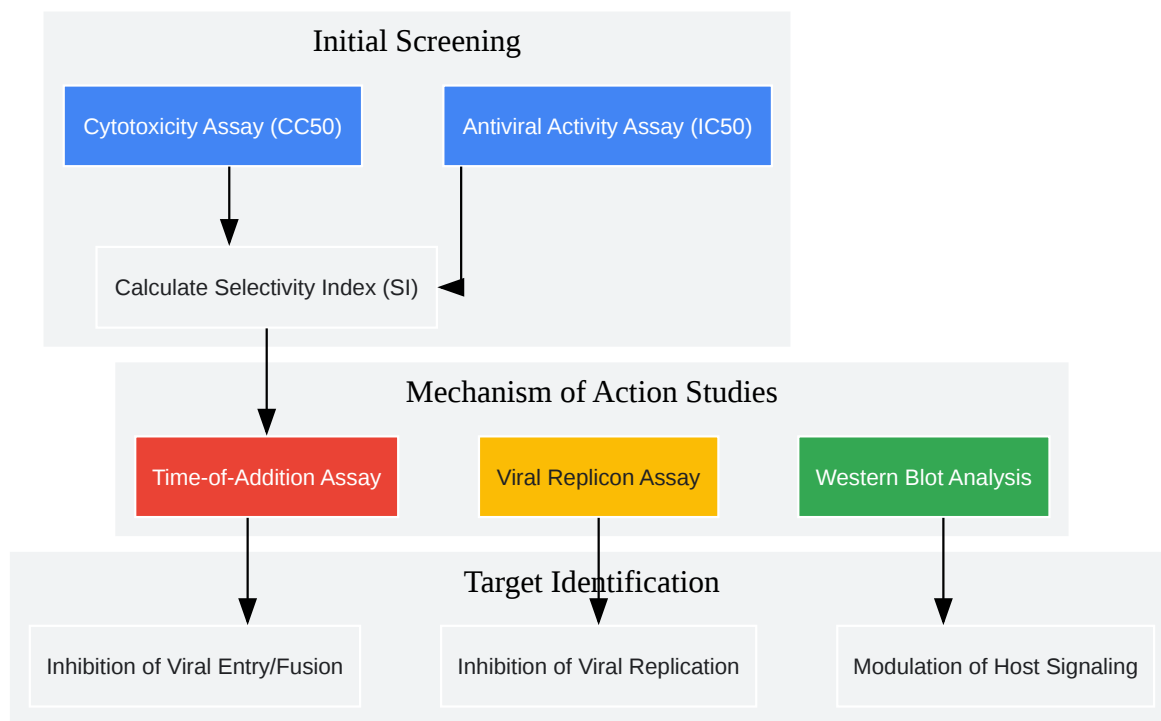 Initial Screening
Cytotoxicity Assay (CC50)
Antiviral Activity Assay (IC50)
Calculate Selectivity Index (SI)
Mechanism of Action Studies
Time-of-Addition Assay
Viral Replicon Assay
Western Blot Analysis
Target Identification
Inhibition of Viral Entry/Fusion
Inhibition of Viral Replication
Modulation of Host Signaling